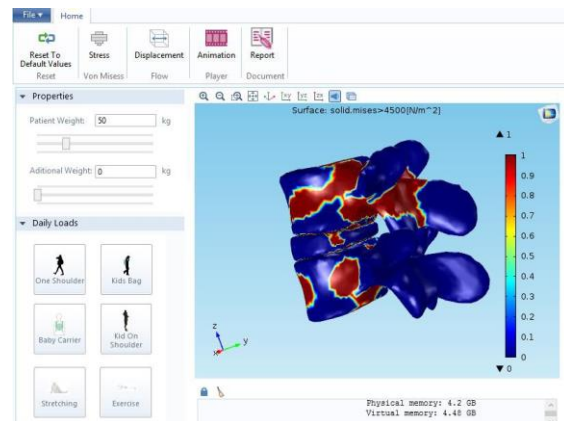 File Home
Reset To
Default Values
Stress
Displacement
Animation
Report
Reset
Von Misess
Flow
Player
Document
Properties
Patient Weight: 50 kg
Aditional Weight: 0 kg
Daily Loads
One Shoulder
Kids Bag
Baby Carrier
Kid On
Shoulder
Stretching
Exercise
Surface: solid.mises>4500[N/m^2]
▲ 1
1
0.9
0.8
0.7
0.6
0.5
0.4
0.3
0.2
0.1
0
▼ 0
z
y
x
Physical memory: 4.2 GB
Virtual memory: 4.48 GB